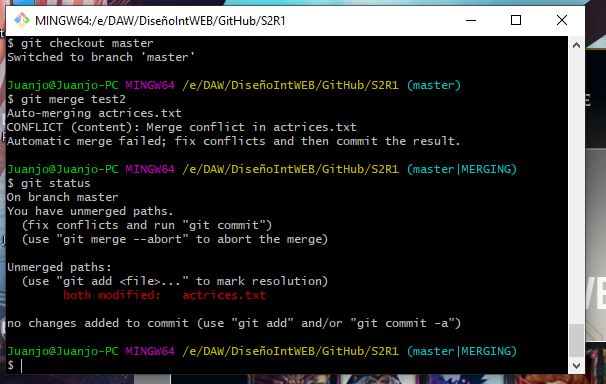 MINGW64:/e/DAW/DiseñoIntWEB/GitHub/S2R1
$ git checkout master
Switched to branch 'master'
Juanjo@Juanjo-PC MINGW64 /e/DAW/DiseñoIntWEB/GitHub/S2R1 (master)
$ git merge test2
Auto-merging actrices.txt
CONFLICT (content): Merge conflict in actrices.txt
Automatic merge failed; fix conflicts and then commit the result.
Juanjo@Juanjo-PC MINGW64 /e/DAW/DiseñoIntWEB/GitHub/S2R1 (master|MERGING)
$ git status
On branch master
You have unmerged paths.
  (fix conflicts and run "git commit")
  (use "git merge --abort" to abort the merge)
Unmerged paths:
  (use "git add <file>..." to mark resolution)
        both modified:   actrices.txt
no changes added to commit (use "git add" and/or "git commit -a")
Juanjo@Juanjo-PC MINGW64 /e/DAW/DiseñoIntWEB/GitHub/S2R1 (master|MERGING)
$